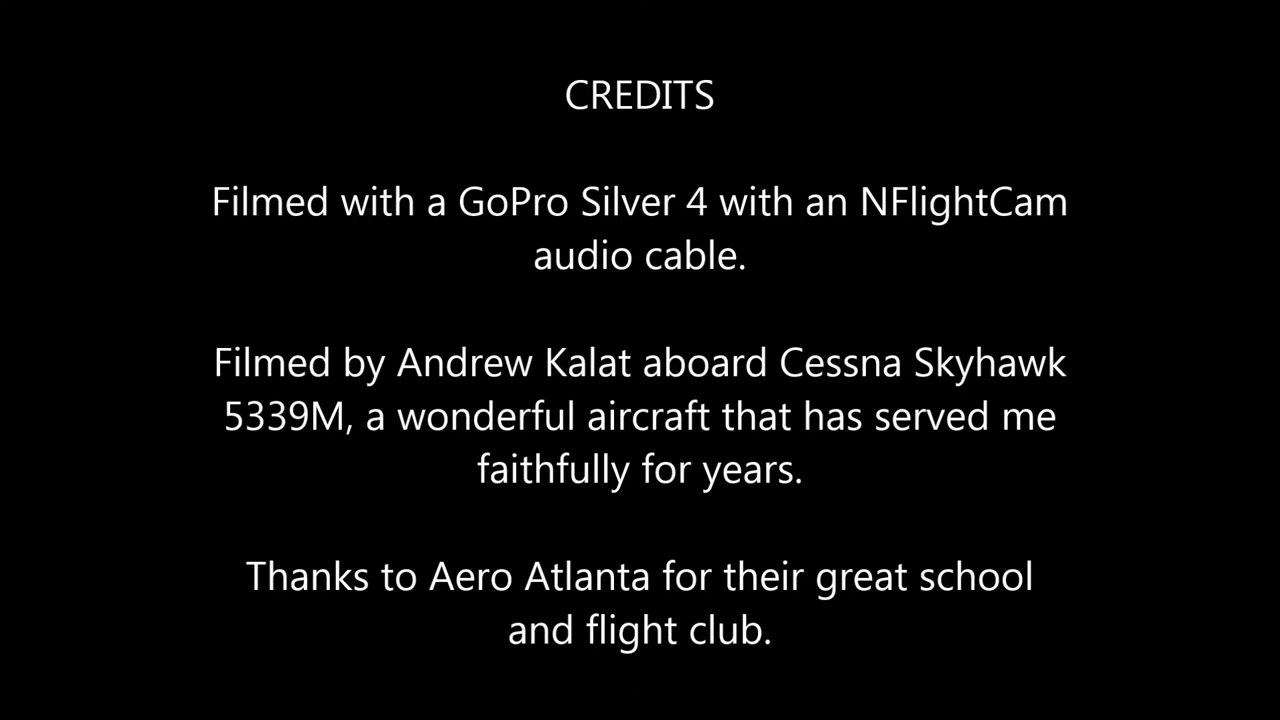 CREDITS
Filmed with a GoPro Silver 4 with an NFlightCam
audio cable.
Filmed by Andrew Kalat aboard Cessna Skyhawk
5339M, a wonderful aircraft that has served me
faithfully for years.
Thanks to Aero Atlanta for their great school
and flight club.